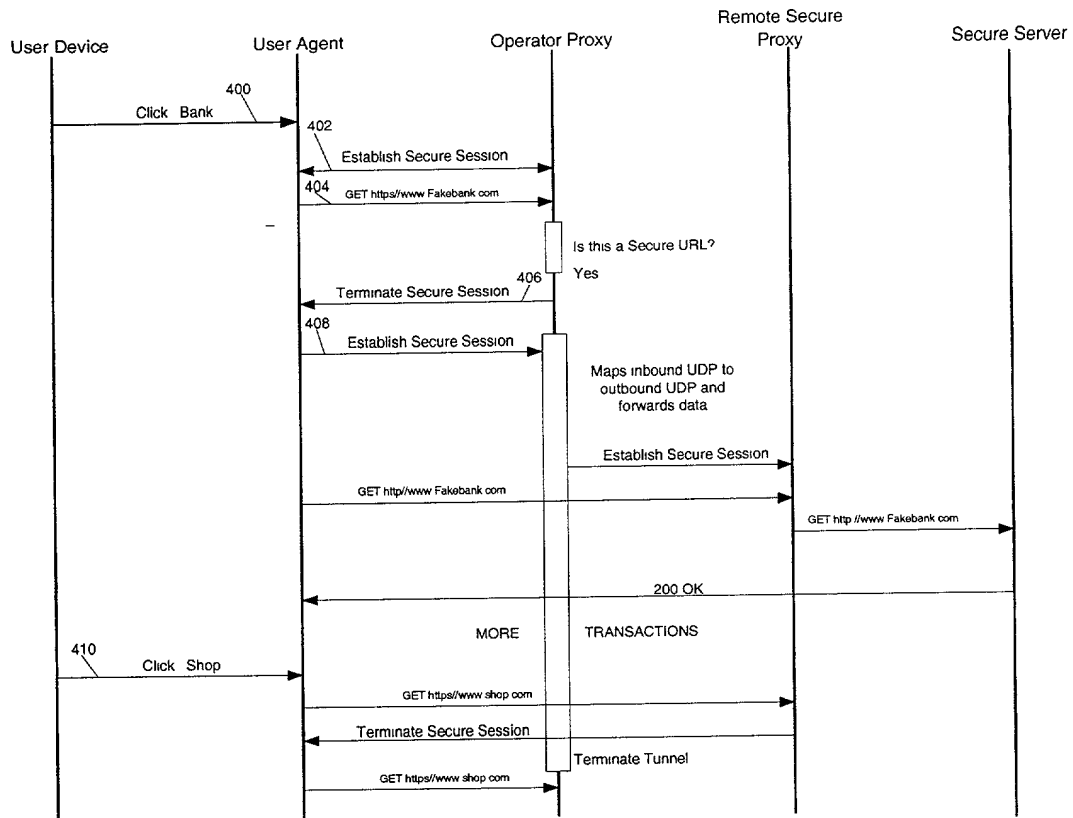 User Device
User Agent
Operator Proxy
Remote Secure
Proxy
Secure Server
400
Click Bank
402
Establish Secure Session
404
GET https//www Fakebank com
Is this a Secure URL?
Yes
406
Terminate Secure Session
408
Establish Secure Session
Maps inbound UDP to
outbound UDP and
forwards data
Establish Secure Session
GET http//www Fakebank com
GET http //www Fakebank com
200 OK
MORE TRANSACTIONS
410
Click Shop
GET https//www shop com
Terminate Secure Session
Terminate Tunnel
GET https//www shop com